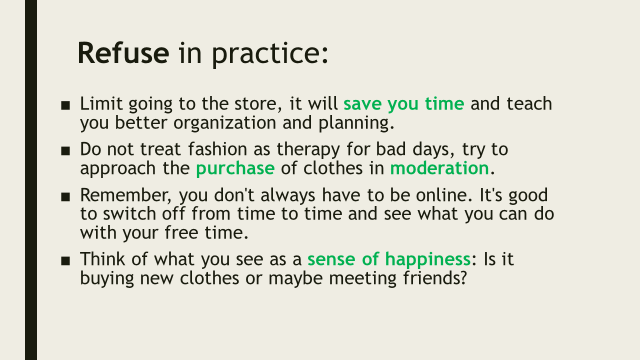 Refuse in practice:
▪ Limit going to the store, it will save you time and teach
you better organization and planning.
▪ Do not treat fashion as therapy for bad days, try to
approach the purchase of clothes in moderation.
▪ Remember, you don't always have to be online. It's good
to switch off from time to time and see what you can do
with your free time.
▪ Think of what you see as a sense of happiness: Is it
buying new clothes or maybe meeting friends?